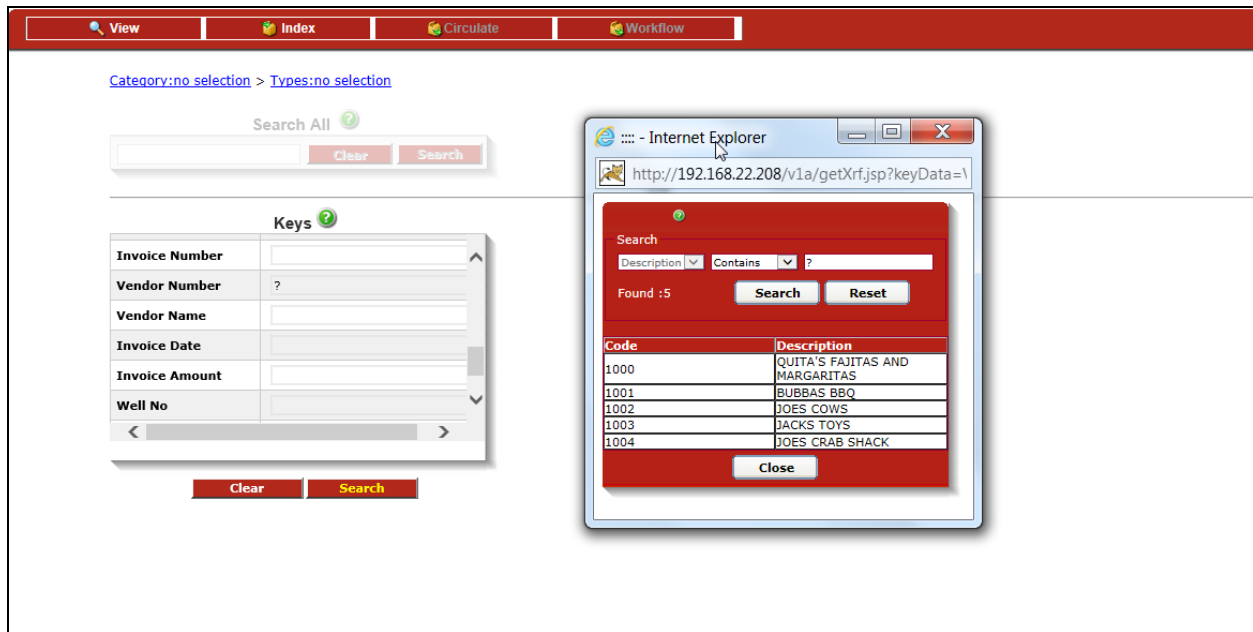 View Index Circulate Workflow
Category:no selection > Types:no selection
Search All ?
Clear Search
Keys ?
Invoice Number
Vendor Number ?
Vendor Name
Invoice Date
Invoice Amount
Well No
Clear Search
:::: - Internet Explorer
http://192.168.22.208/v1a/getXrf.jsp?keyData=\
?
Search
Description Contains ?
Found :5 Search Reset
Code Description
1000 QUITA'S FAJITAS AND
MARGARITAS
1001 BUBBAS BBQ
1002 JOES COWS
1003 JACKS TOYS
1004 JOES CRAB SHACK
Close